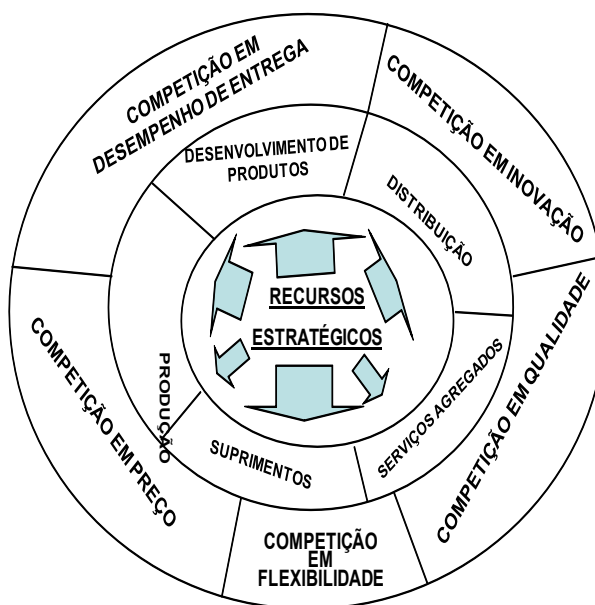 COMPETIÇÃO EM
DESEMPENHO DE ENTREGA
COMPETIÇÃO EM INOVAÇÃO
DESENVOLVIMENTO DE
PRODUTOS
DISTRIBUIÇÃO
RECURSOS
ESTRATÉGICOS
COMPETIÇÃO EM PREÇO
PRODUÇÃO
SUPRIMENTOS
SERVIÇOS AGREGADOS
COMPETIÇÃO EM QUALIDADE
COMPETIÇÃO
EM
FLEXIBILIDADE